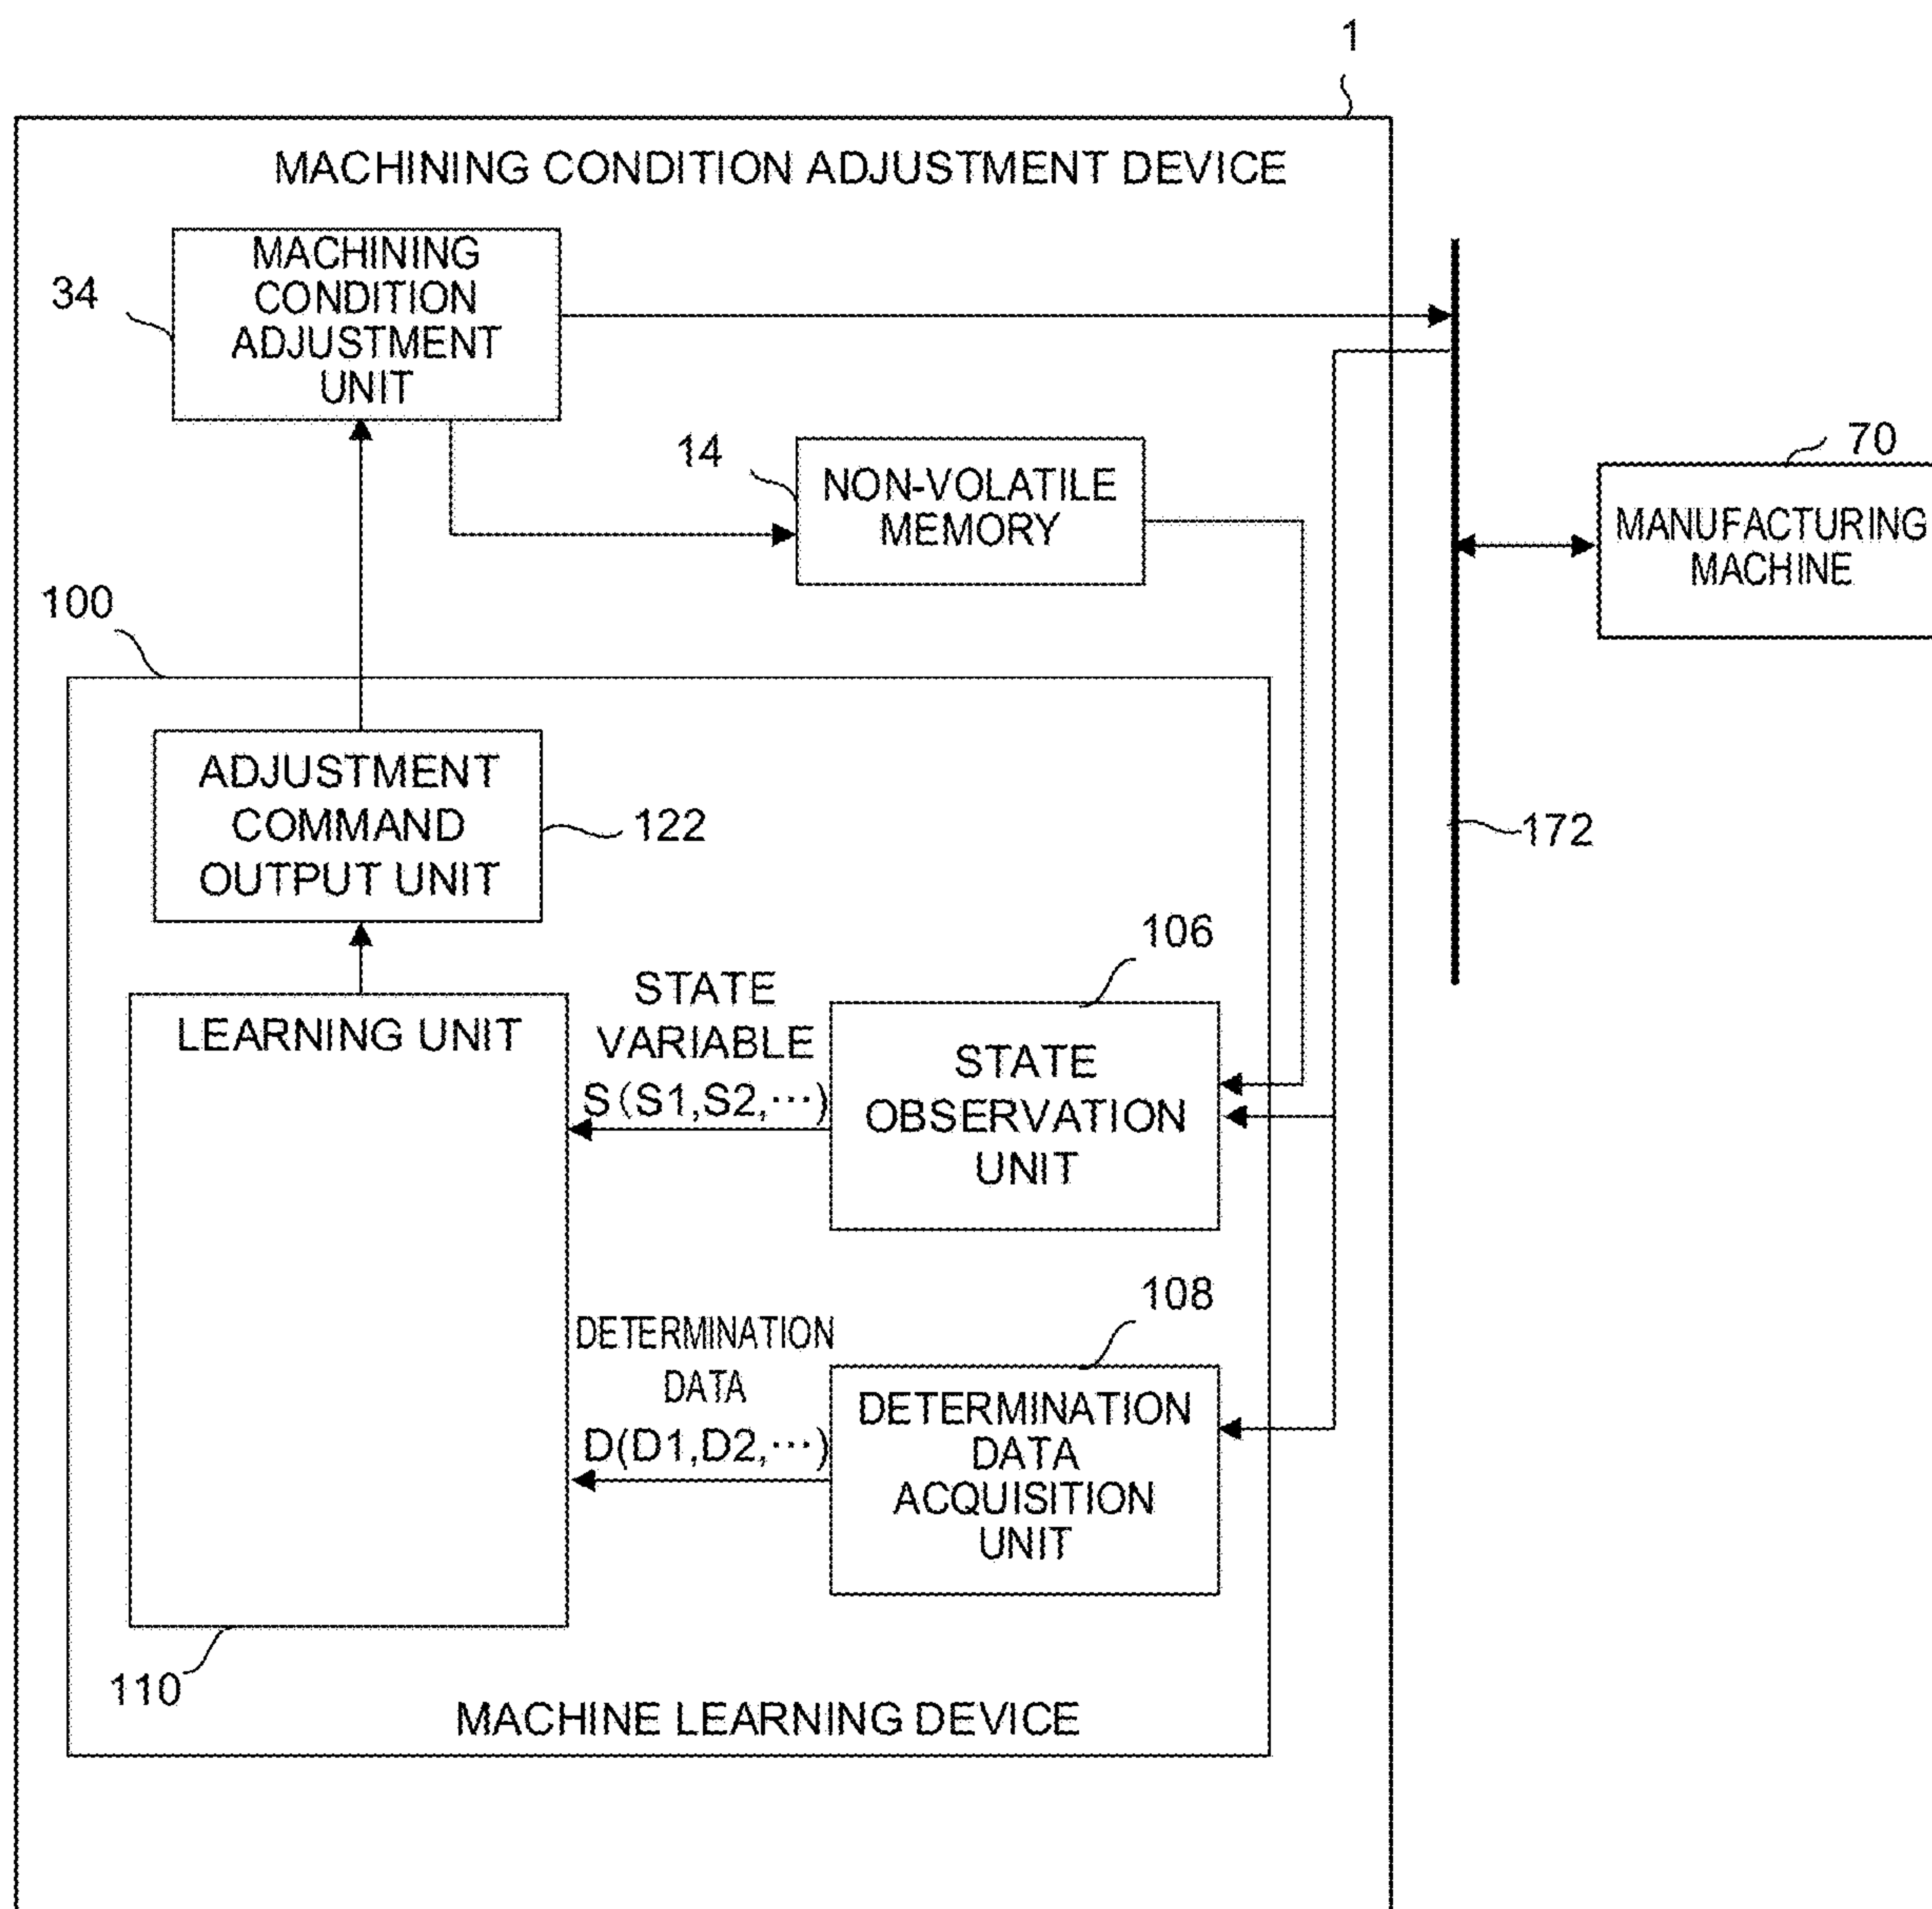 1
MACHINING CONDITION ADJUSTMENT DEVICE
MACHINING
CONDITION
ADJUSTMENT
UNIT
34
14
NON-VOLATILE
MEMORY
70
MANUFACTURING
MACHINE
100
ADJUSTMENT
COMMAND
OUTPUT UNIT
122
172
106
LEARNING UNIT
STATE
VARIABLE
S(S1,S2,···)
STATE
OBSERVATION
UNIT
108
DETERMINATION
DATA
D(D1,D2,···)
DETERMINATION
DATA
ACQUISITION
UNIT
110
MACHINE LEARNING DEVICE